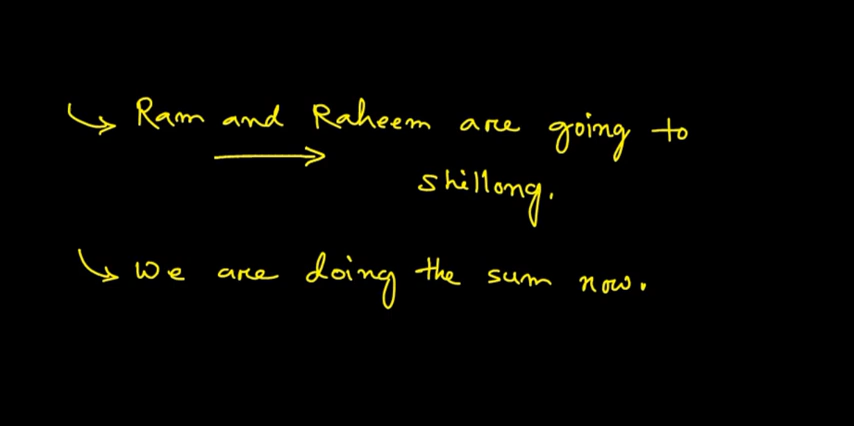 Ram and Raheem are going to
shillong.
We are doing the sum now.